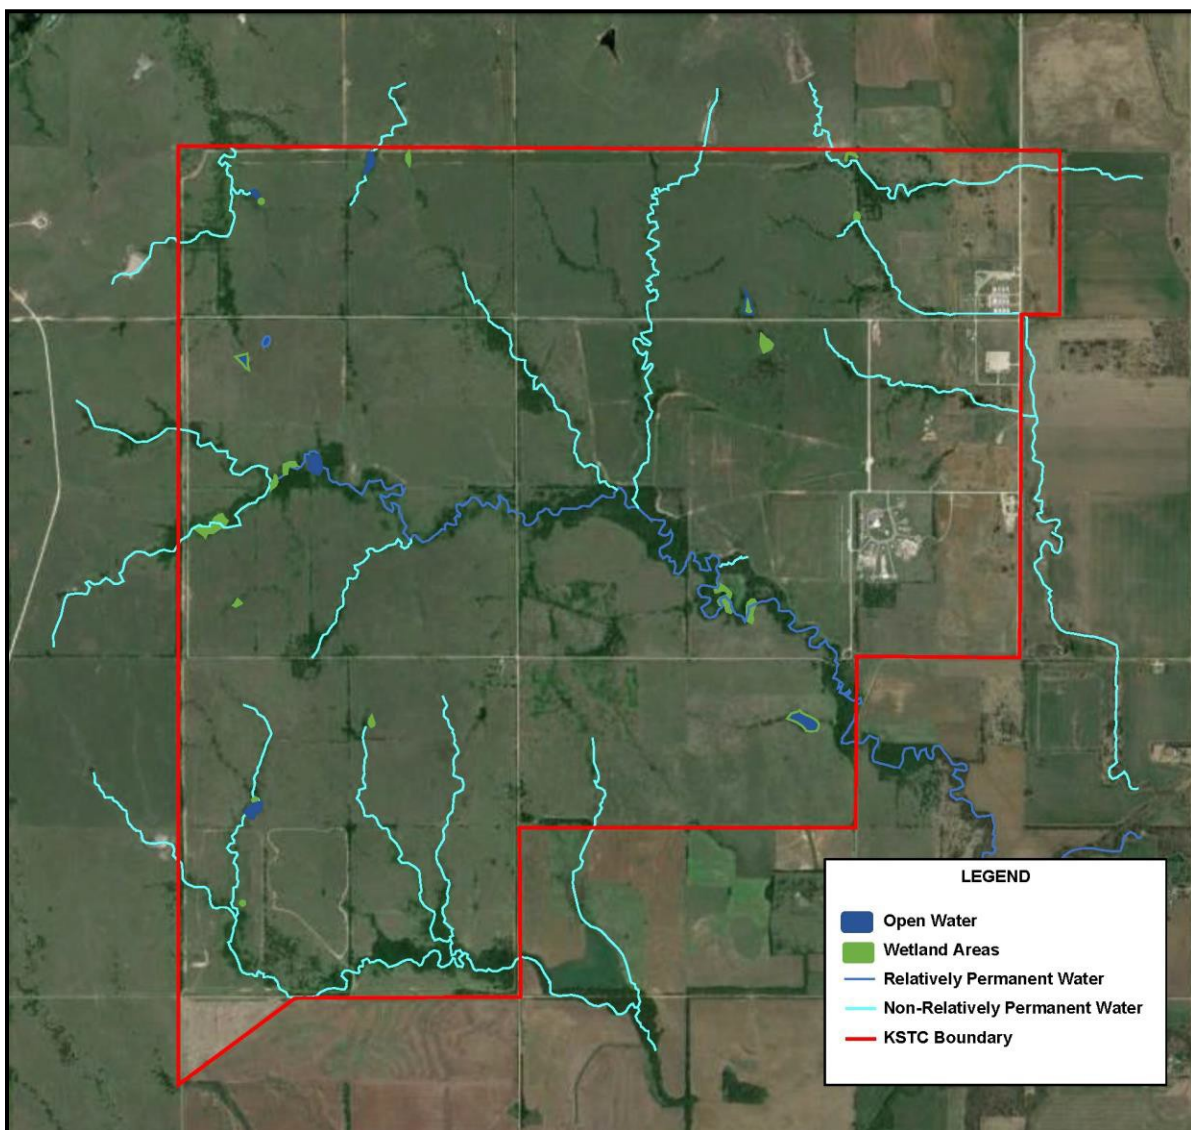 LEGEND
Open Water
Wetland Areas
Relatively Permanent Water
Non-Relatively Permanent Water
KSTC Boundary